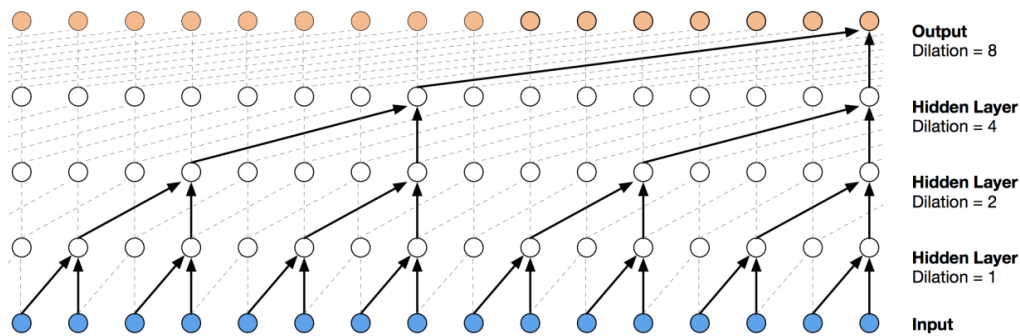 Output
Dilation = 8
Hidden Layer
Dilation = 4
Hidden Layer
Dilation = 2
Hidden Layer
Dilation = 1
Input